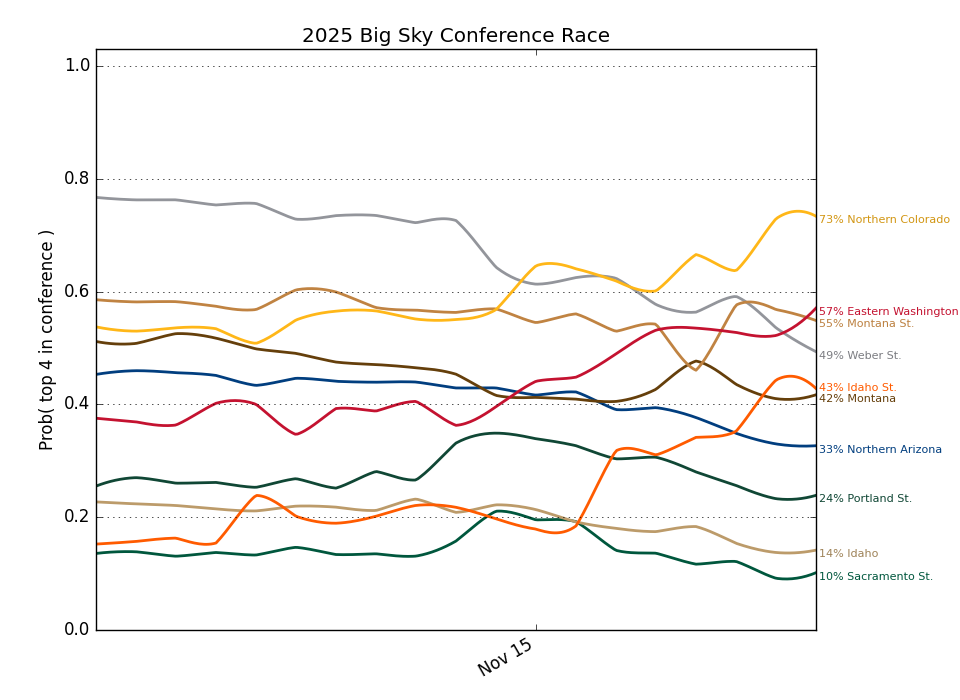 2025 Big Sky Conference Race
Prob( top 4 in conference )
1.0
0.8
0.6
0.4
0.2
0.0
Nov 15
73% Northern Colorado
57% Eastern Washington
55% Montana St.
49% Weber St.
43% Idaho St.
42% Montana
33% Northern Arizona
24% Portland St.
14% Idaho
10% Sacramento St.